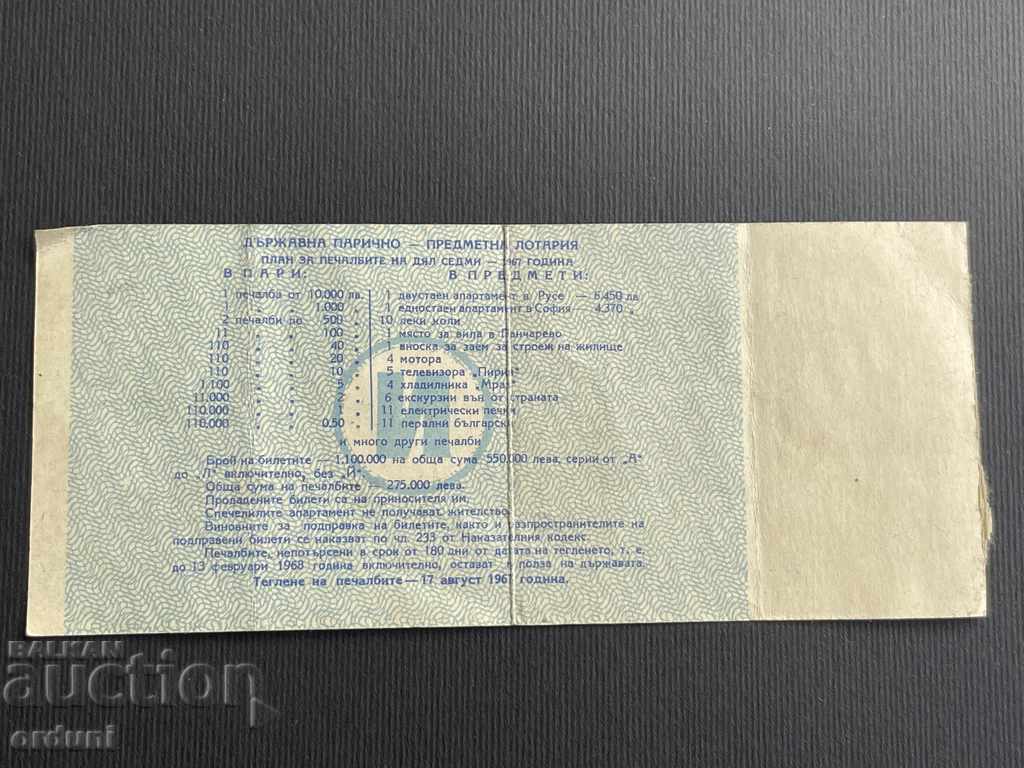 ДЪРЖАВНА ПАРИЧНО — ПРЕДМЕТНА ЛОТАРИЯ
ПЛАН ЗА ПЕЧАЛБИТЕ НА ДЯЛ СЕДМИ — 1967 ГОДИНА
В ПАРИ: В ПРЕДМЕТИ:
1 печалба от 10.000 лв. 1 двустаен апартамент в Русе — 6.450 лв
1 " " 1.000 " 1 едностаен апартамент в София — 4.370 "
2 печалби по 500 " 10 леки коли
11 " " 100 " 1 място за вила в Панчарево
110 " " 40 " 1 вноска за заем за строеж на жилище
110 " " 20 " 4 мотора
110 " " 10 " 5 телевизора „Пирин"
1.100 " " 5 " 4 хладилника „Мраз"
11.000 " " 2 " 6 екскурзии вън от страната
110.000 " " 1 " 11 електрически печки
110,000 " " 0.50 " 11 перални български
и много други печалби
Брой на билетите — 1,100.000 на обща сума 550.000 лева, серии от „А"
до „Л" включително, без „Й"
Обща сума на печалбите — 275.000 лева.
Продадените билети са на приносителя им.
Спечелилите апартамент не получават жителство.
Виновните за подправка на билетите, както и разпространителите на
подправени билети се наказват по чл. 233 от Наказателния кодекс.
Печалбите, непотърсени в срок от 180 дни от датата на тегленето, т. е.
до 13 февруари 1968 година включително, остават в полза на държавата.
Теглене на печалбите — 17 август 1967 година.
BALKAN
auction
orduni